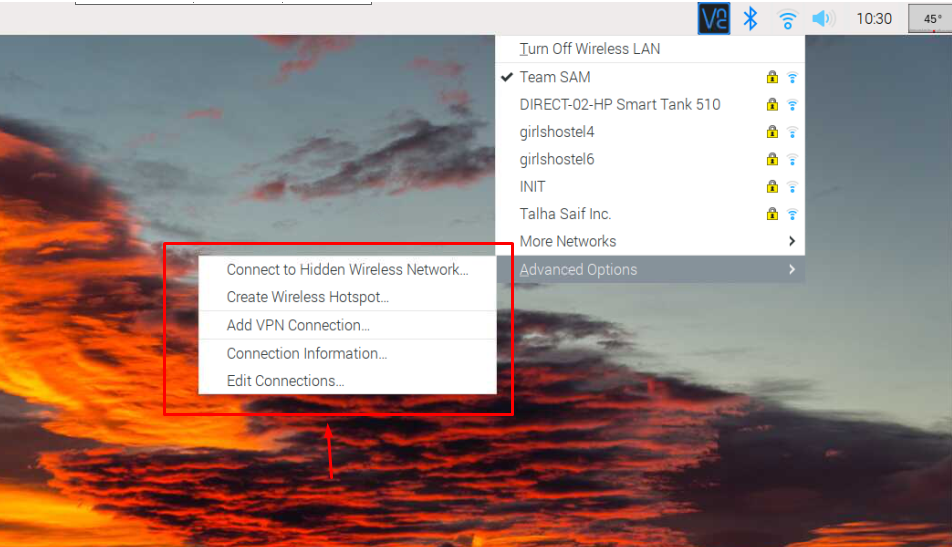 VNC
10:30
45°
Turn Off Wireless LAN
Team SAM
DIRECT-02-HP Smart Tank 510
girlshostel4
girlshostel6
INIT
Talha Saif Inc.
More Networks
Advanced Options
Connect to Hidden Wireless Network...
Create Wireless Hotspot...
Add VPN Connection...
Connection Information...
Edit Connections...